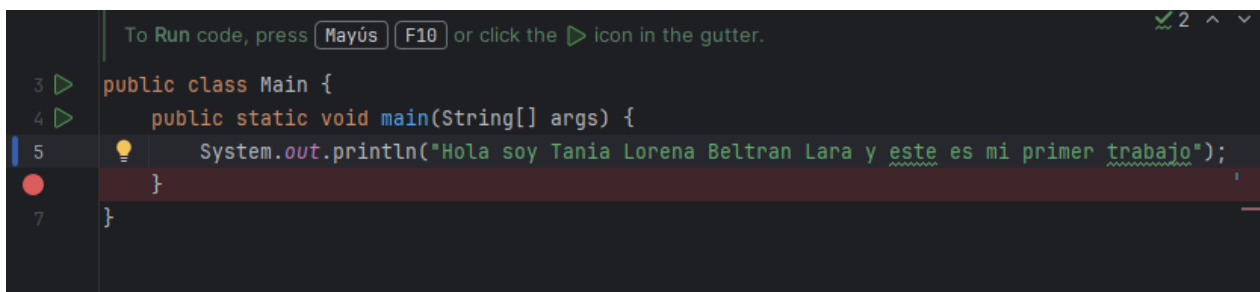 To Run code, press Mayús F10 or click the icon in the gutter.
2
3 public class Main {
4 public static void main(String[] args) {
5 System.out.println("Hola soy Tania Lorena Beltran Lara y este es mi primer trabajo");
}
7 }